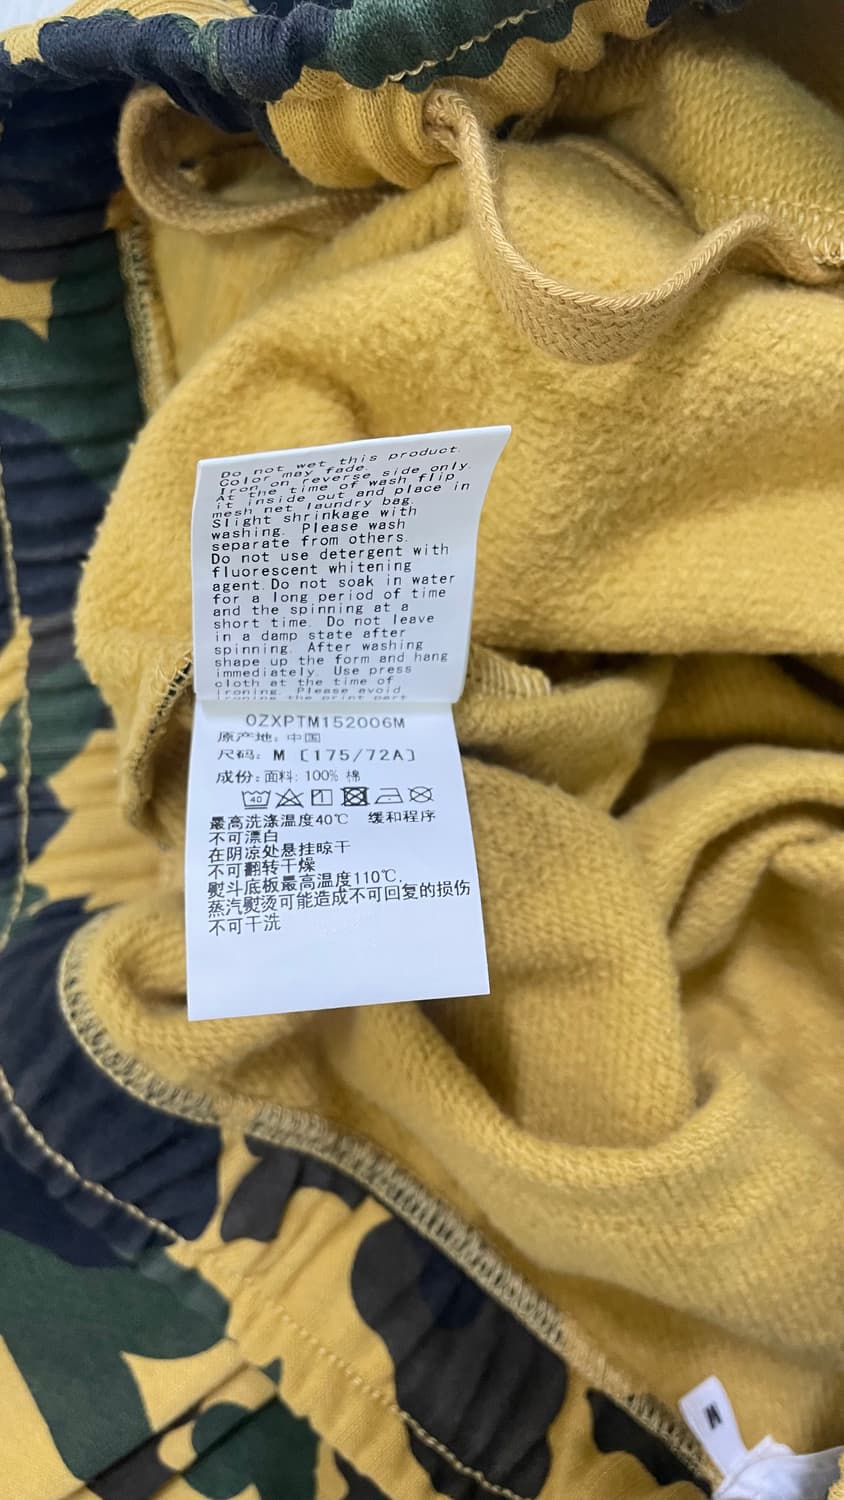 Do not wet this product.
Color may fade.
Iron on reverse side only.
At the time of wash flip
it inside out and place in
mesh net laundry bag.
Slight shrinkage with
washing. Please wash
separate from others.
Do not use detergent with
fluorescent whitening
agent.Do not soak in water
for a long period of time
and the spinning at a
short time. Do not leave
in a damp state after
spinning. After washing
shape up the form and hang
immediately. Use press
cloth at the time of
ironing. Please avoid
ironing the print part
0ZXPTM152006M
原产地: 中国
尺码: M [175/72A]
成份: 面料: 100% 棉
40
最高洗涤温度40℃ 缓和程序
不可漂白
在阴凉处悬挂晾干
不可翻转干燥
熨斗底板最高温度110℃,
蒸汽熨烫可能造成不可回复的损伤
不可干洗
M